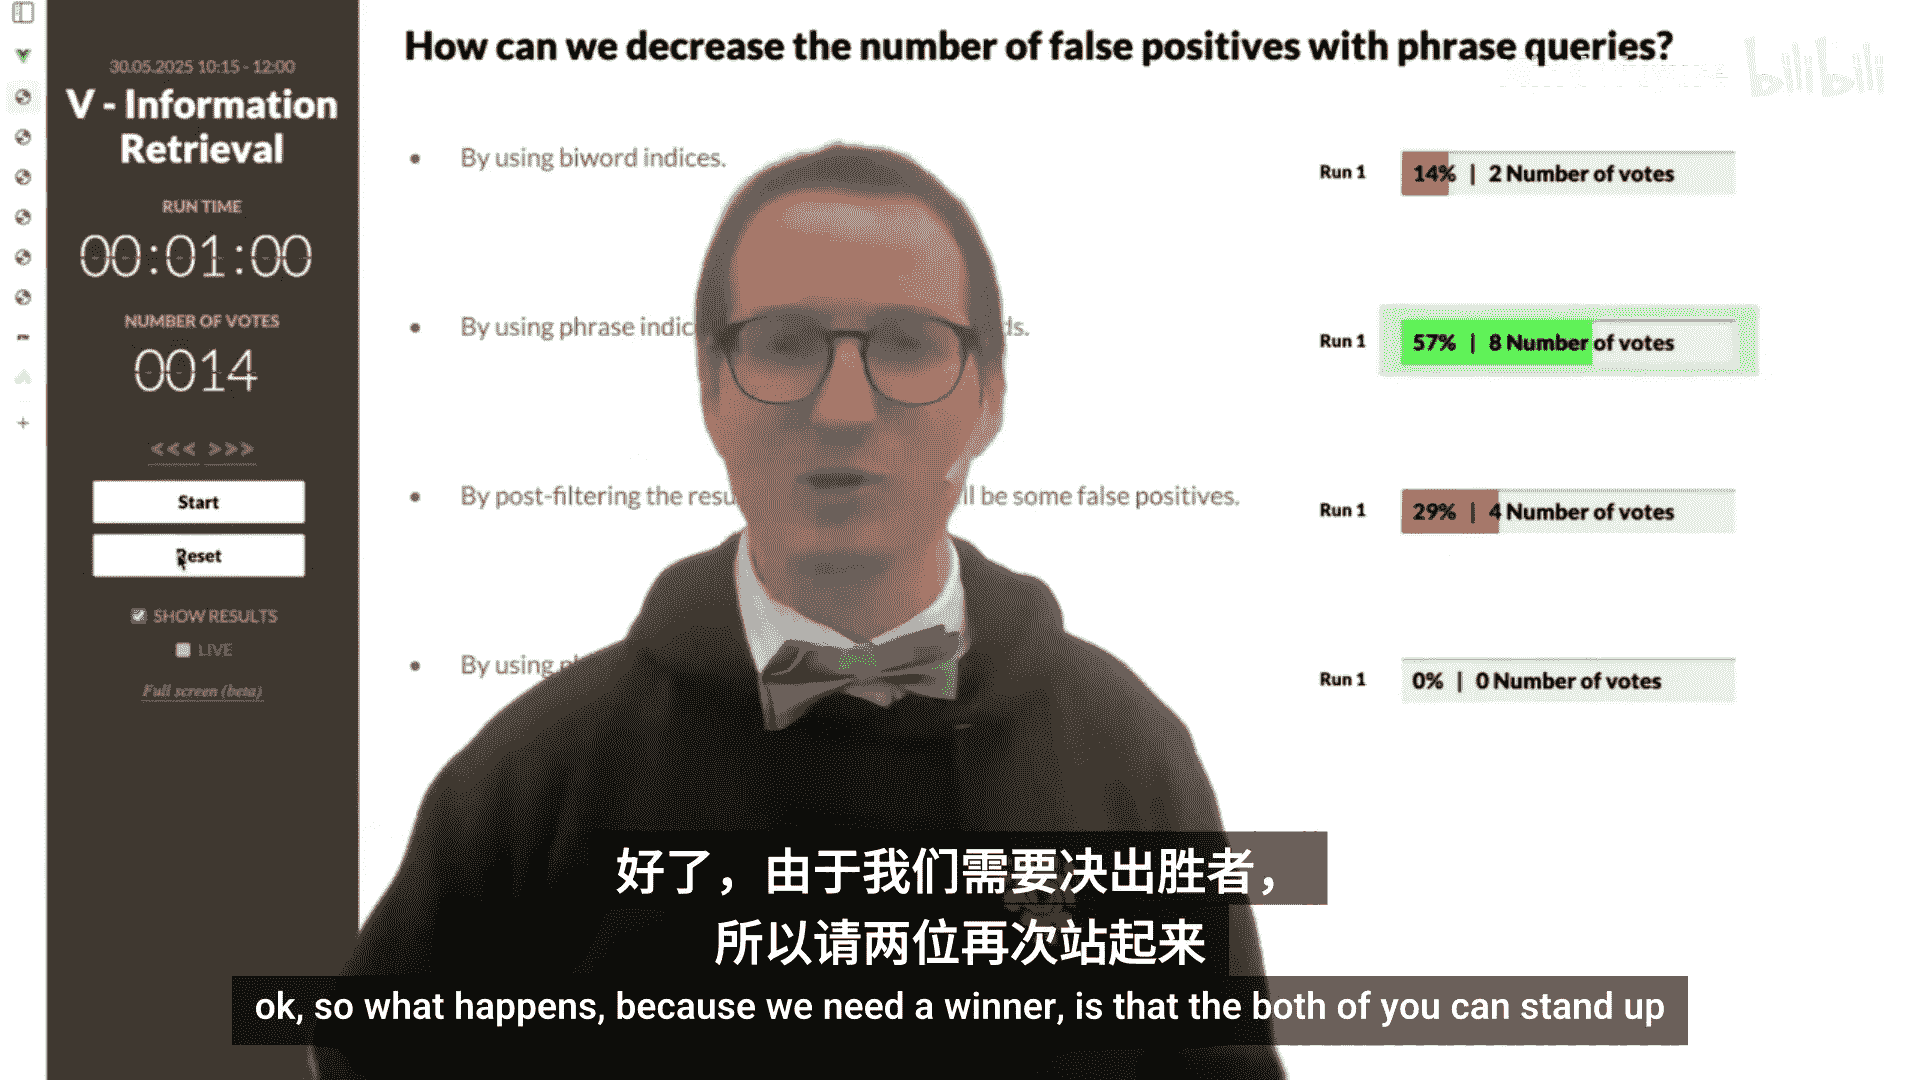 30.05.2025 10:15 - 12:00
V - Information
Retrieval
RUN TIME
00:01:00
NUMBER OF VOTES
0014
<<< >>>
Start
Reset
SHOW RESULTS
LIVE
Full screen (beta)
How can we decrease the number of false positives with phrase queries?
bilibili
• By using biword indices.
Run 1
14% | 2 Number of votes
• By using phrase
Run 1
57% | 8 Number of votes
• By post-filtering the be some false positives.
Run 1
29% | 4 Number of votes
• By using
Run 1
0% | 0 Number of votes
好了，由于我们需要决出胜者，
所以请两位再次站起来
ok, so what happens, because we need a winner, is that the both of you can stand up